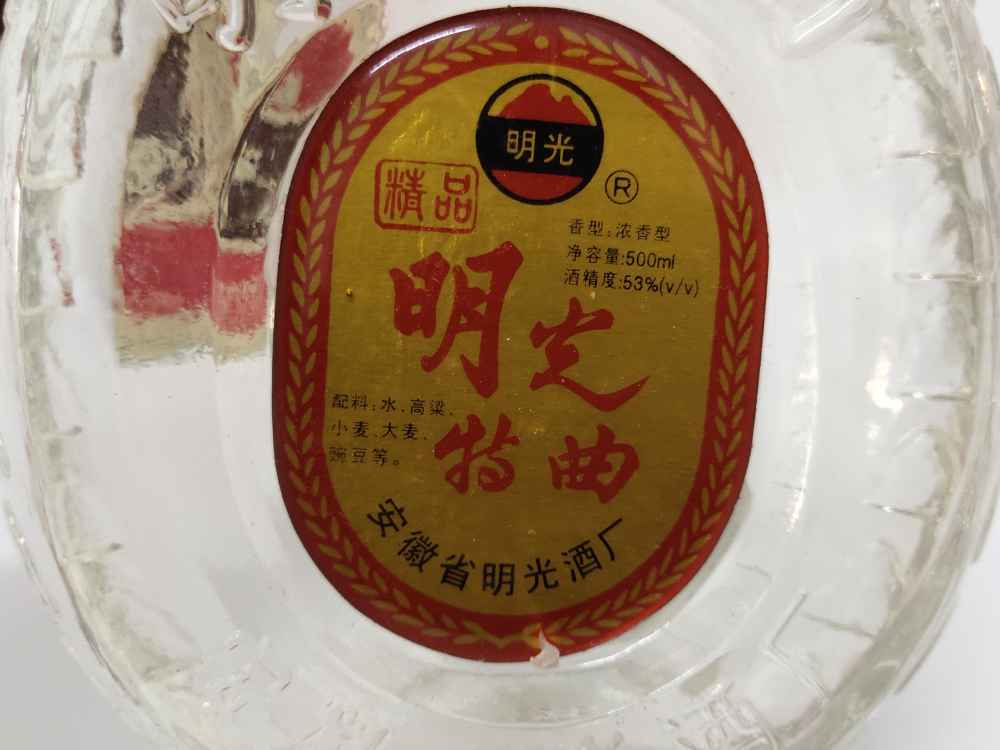 明光
®
精品
香型:浓香型
净容量:500ml
酒精度:53%(v/v)
明光
特曲
配料:水、高粱、
小麦、大麦、
豌豆等。
安徽省明光酒厂